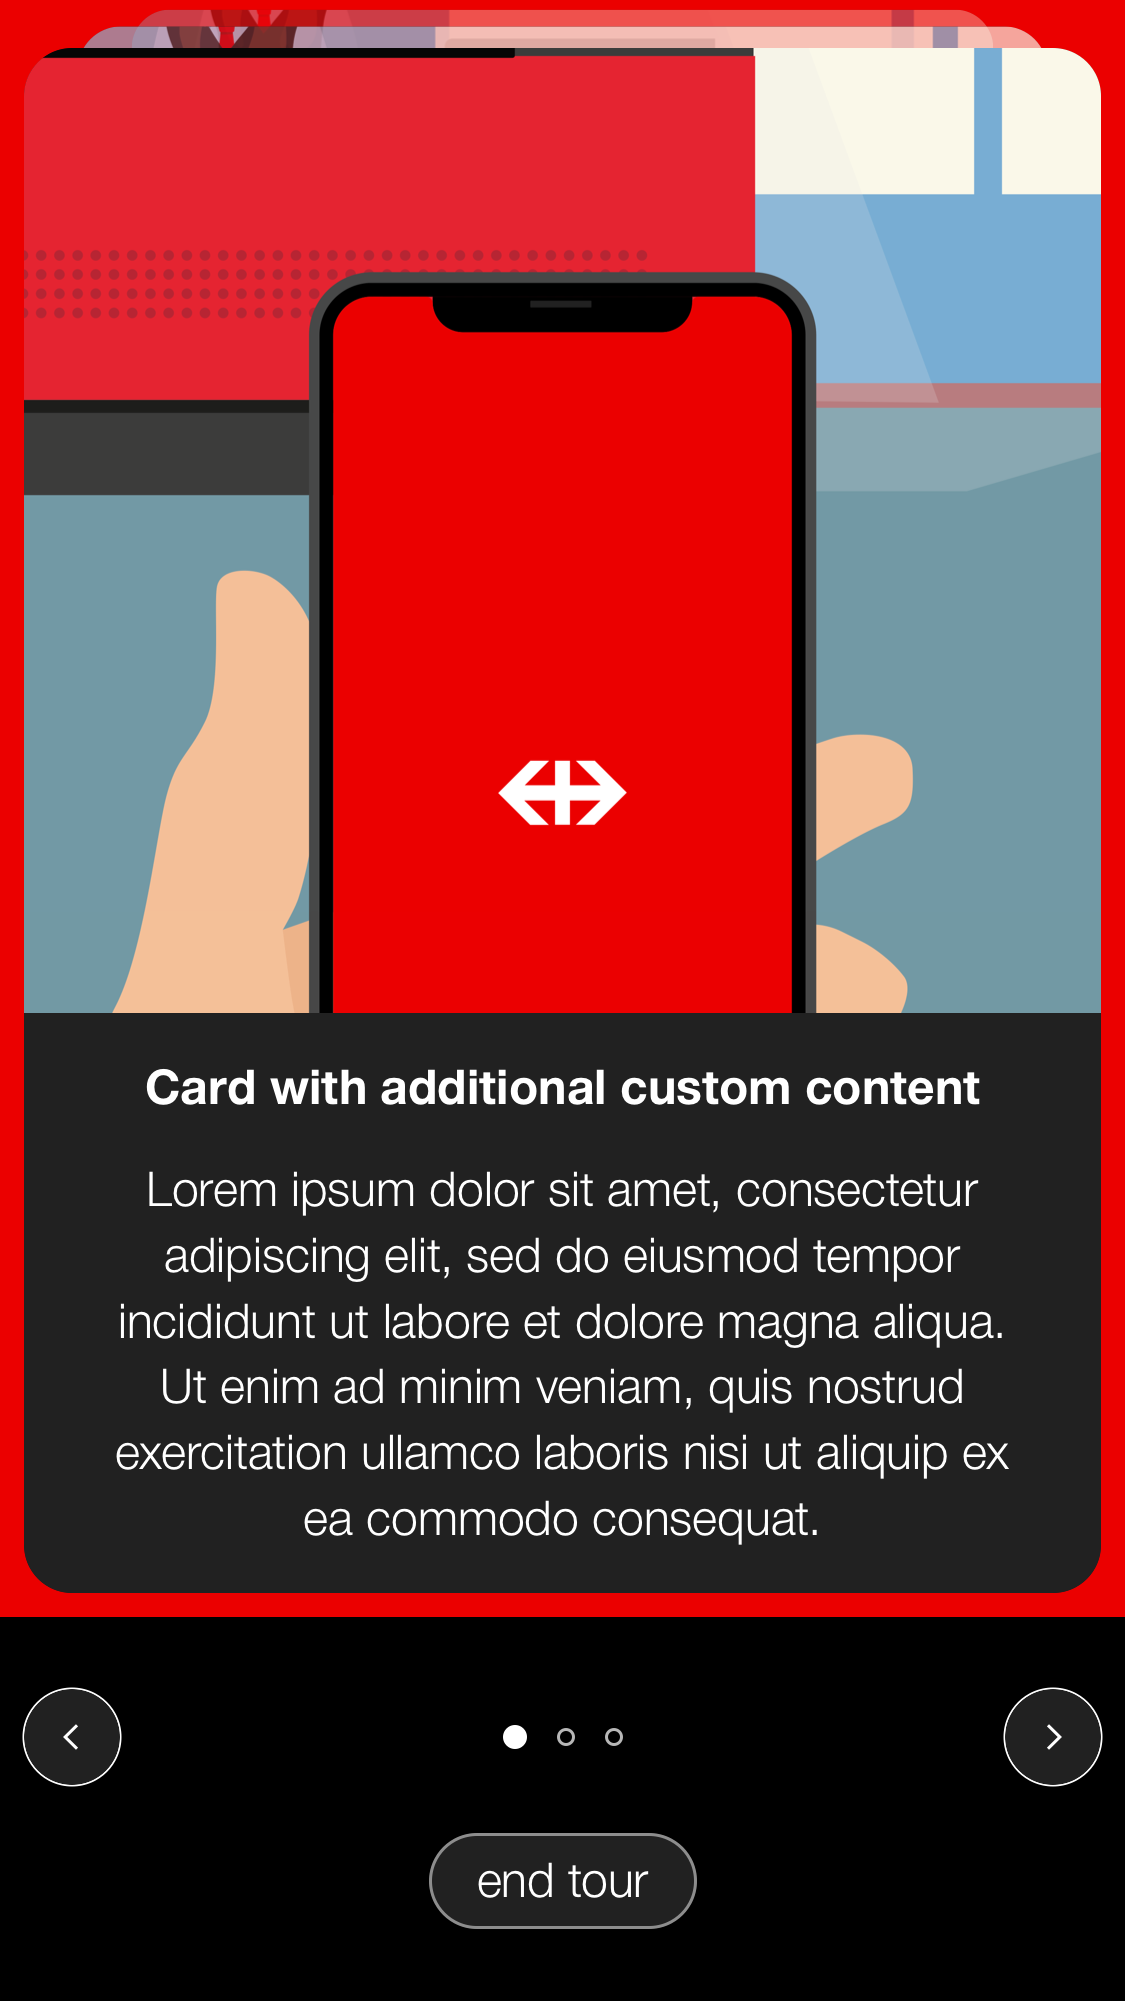 Card with additional custom content
Lorem ipsum dolor sit amet, consectetur
adipiscing elit, sed do eiusmod tempor
incididunt ut labore et dolore magna aliqua.
Ut enim ad minim veniam, quis nostrud
exercitation ullamco laboris nisi ut aliquip ex
ea commodo consequat.
end tour